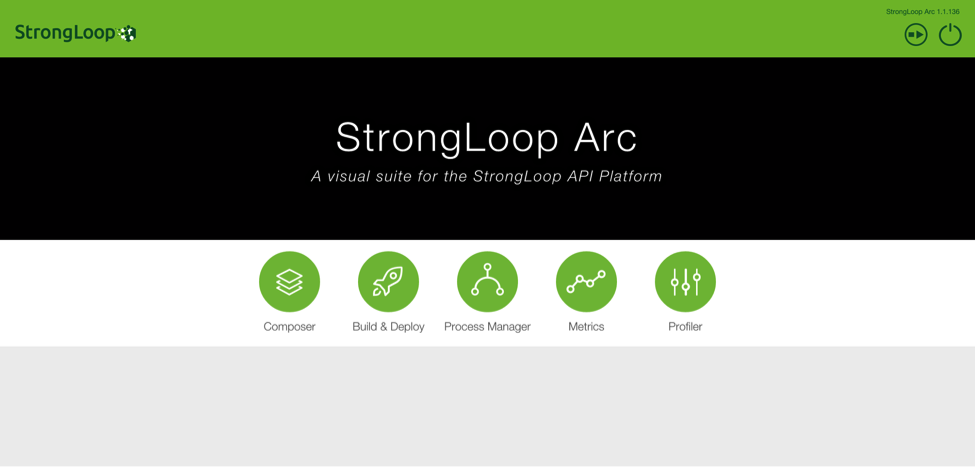 StrongLoop Arc 1.1.136
StrongLoop
StrongLoop Arc
A visual suite for the StrongLoop API Platform
Composer
Build & Deploy
Process Manager
Metrics
Profiler